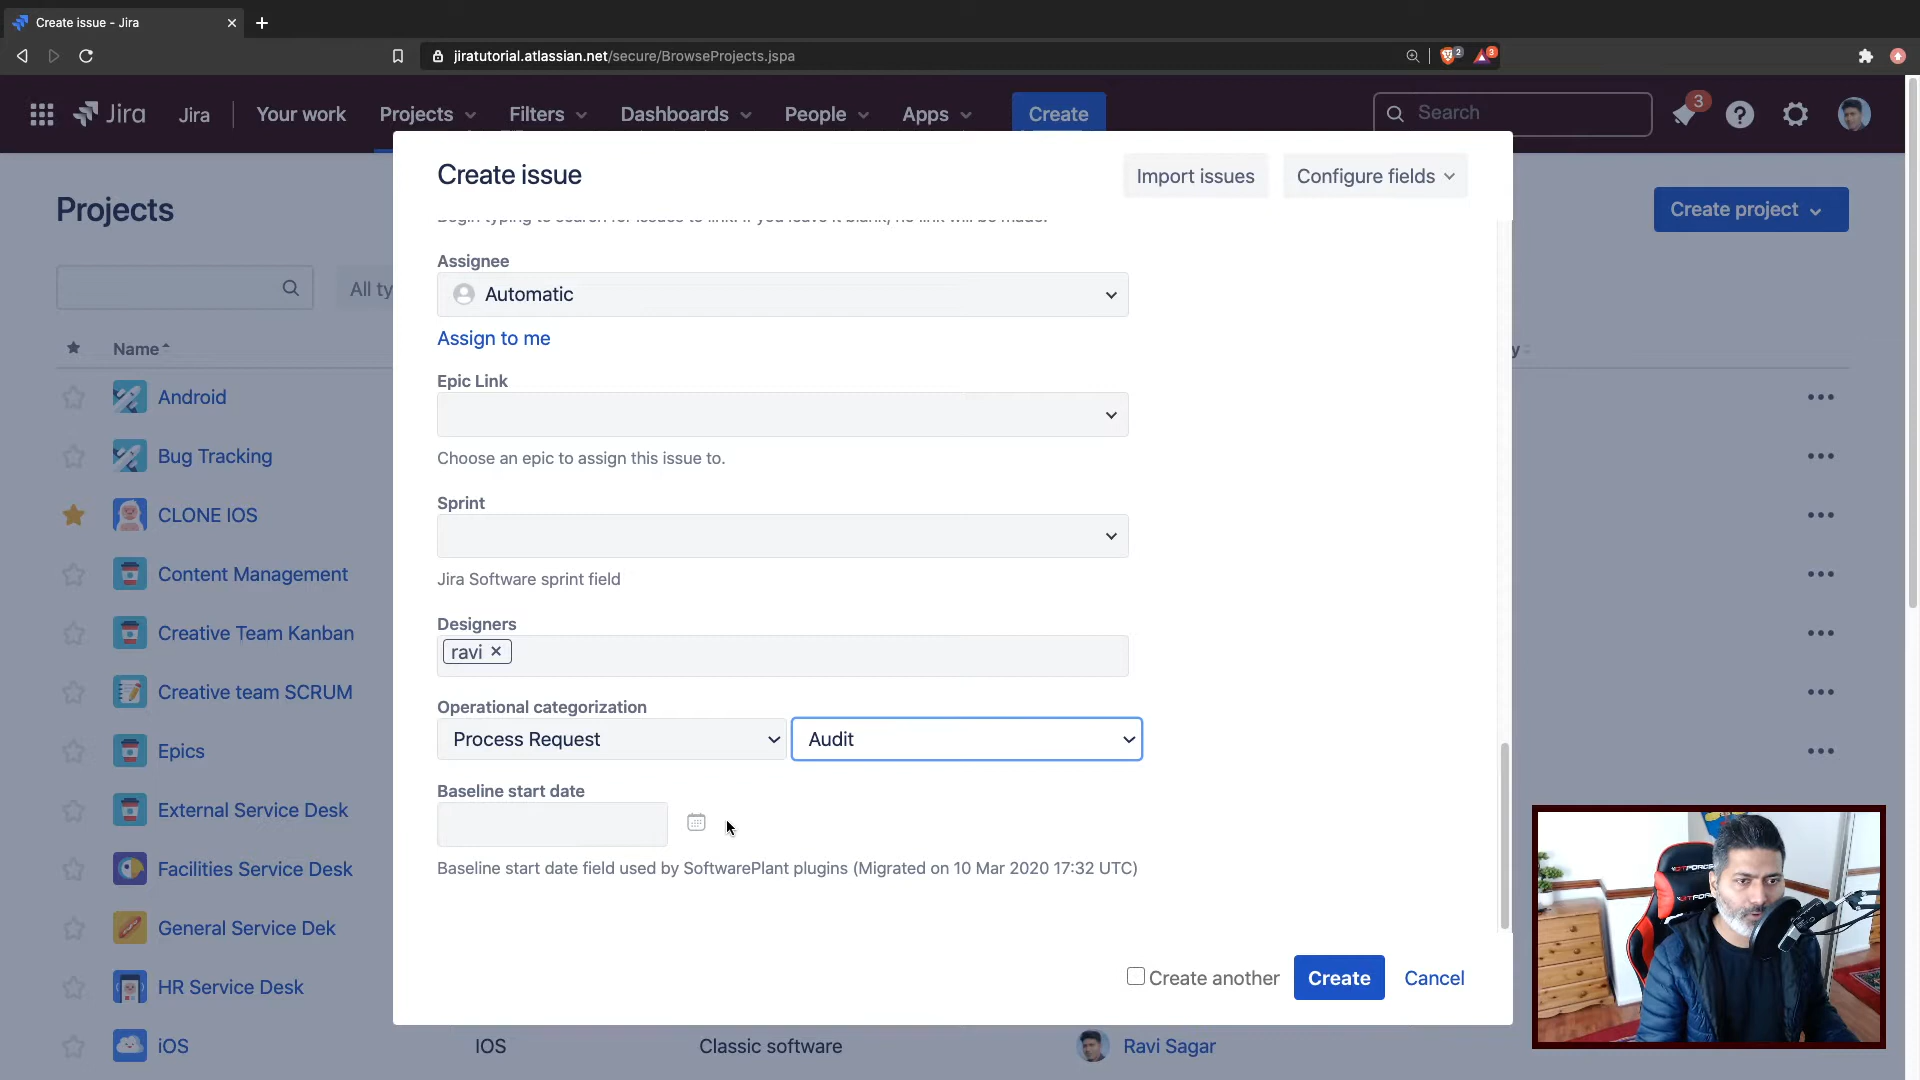 Create issue - Jira
jiratutorial.atlassian.net/secure/BrowseProjects.jspa
2
3
Jira
Jira
Your work
Projects
Filters
Dashboards
People
Apps
Create
Search
3
Create issue
Import issues
Configure fields
Projects
Create project
Begin typing to search for issues to link. If you leave it blank, no link will be made.
All ty
Assignee
Automatic
Assign to me
Name
y
Epic Link
Android
Choose an epic to assign this issue to.
Bug Tracking
Sprint
CLONE IOS
Jira Software sprint field
Content Management
Designers
ravi
Creative Team Kanban
Creative team SCRUM
Operational categorization
Process Request
Audit
Epics
Baseline start date
External Service Desk
Baseline start date field used by SoftwarePlant plugins (Migrated on 10 Mar 2020 17:32 UTC)
Facilities Service Desk
General Service Dek
HR Service Desk
Create another
Create
Cancel
iOS
IOS
Classic software
Ravi Sagar